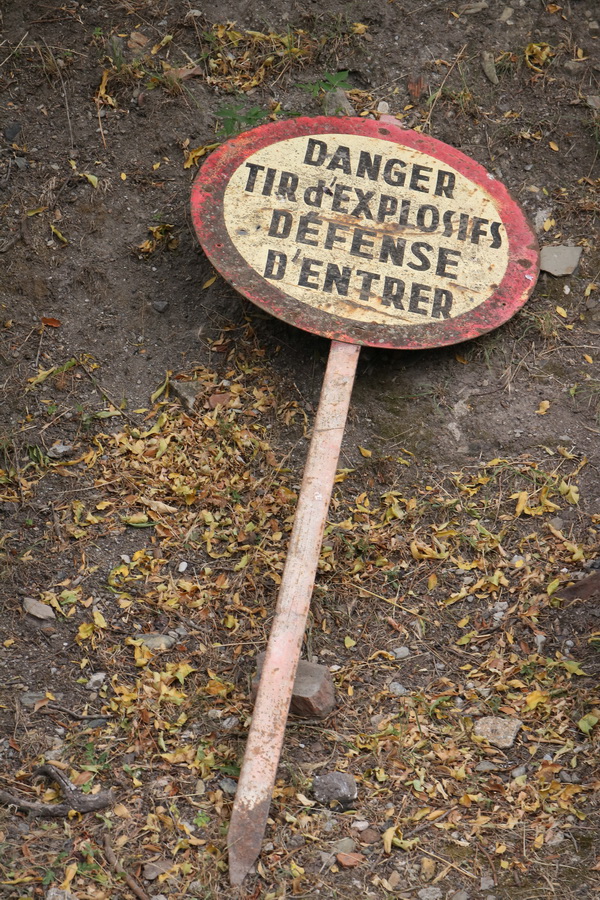 DANGER
TIR d'EXPLOSIFS
DÉFENSE
D'ENTRER